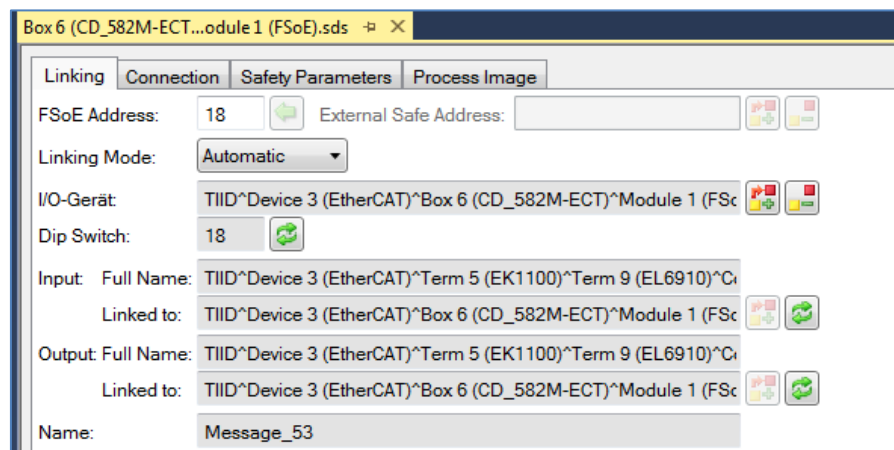 Box 6 (CD_582M-ECT...odule 1 (FSoE).sds
Linking Connection Safety Parameters Process Image
FSoE Address: 18 External Safe Address:
Linking Mode: Automatic
I/O-Gerät: TIID^Device 3 (EtherCAT)^Box 6 (CD_582M-ECT)^Module 1 (FSo
Dip Switch: 18
Input: Full Name: TIID^Device 3 (EtherCAT)^Term 5 (EK1100)^Term 9 (EL6910)^Co
Linked to: TIID^Device 3 (EtherCAT)^Box 6 (CD_582M-ECT)^Module 1 (FSo
Output: Full Name: TIID^Device 3 (EtherCAT)^Term 5 (EK1100)^Term 9 (EL6910)^Co
Linked to: TIID^Device 3 (EtherCAT)^Box 6 (CD_582M-ECT)^Module 1 (FSo
Name: Message_53